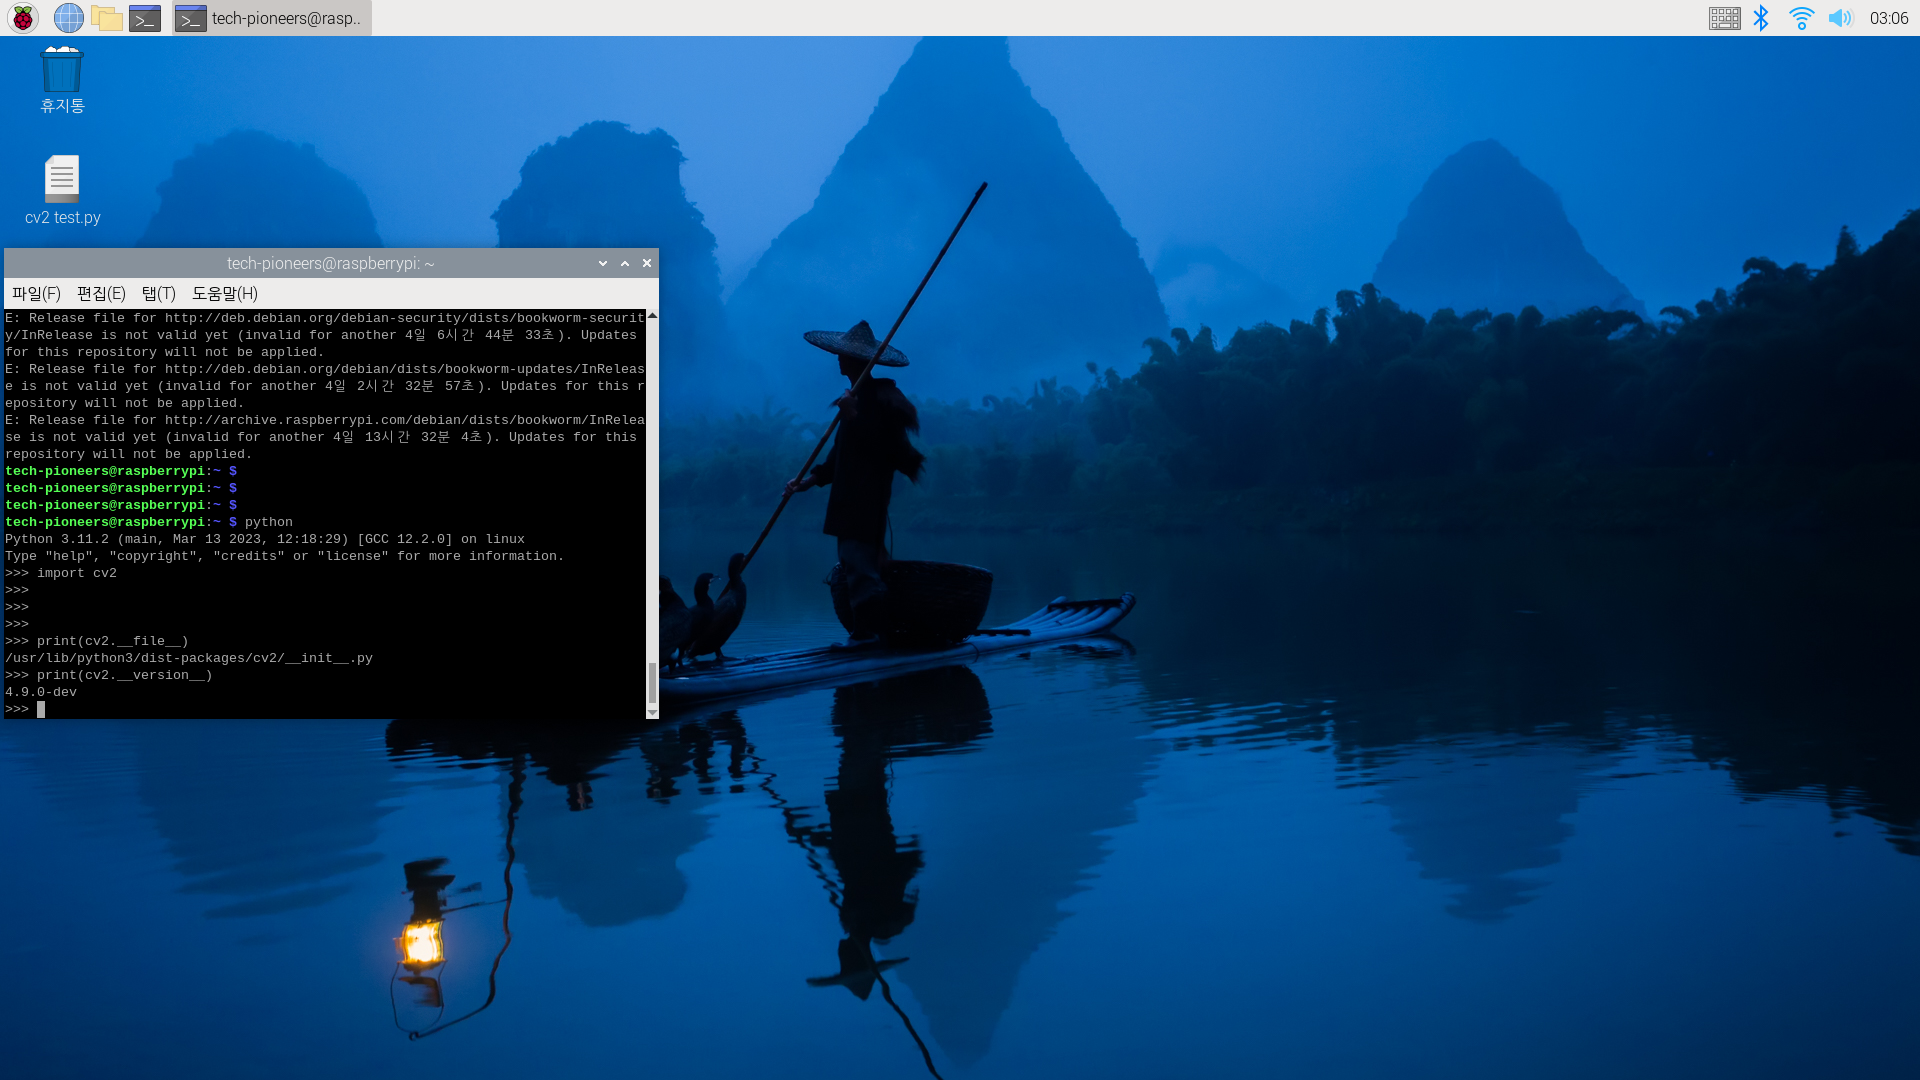 tech-pioneers@rasp..
03:06
휴지통
cv2 test.py
tech-pioneers@raspberrypi: ~
파일(F) 편집(E) 탭(T) 도움말(H)
E: Release file for http://deb.debian.org/debian-security/dists/bookworm-securit
y/InRelease is not valid yet (invalid for another 4일 6시간 44분 33초). Updates
for this repository will not be applied.
E: Release file for http://deb.debian.org/debian/dists/bookworm-updates/InReleas
e is not valid yet (invalid for another 4일 2시간 32분 57초). Updates for this r
epository will not be applied.
E: Release file for http://archive.raspberrypi.com/debian/dists/bookworm/InRelea
se is not valid yet (invalid for another 4일 13시간 32분 4초). Updates for this
repository will not be applied.
tech-pioneers@raspberrypi:~ $
tech-pioneers@raspberrypi:~ $
tech-pioneers@raspberrypi:~ $
tech-pioneers@raspberrypi:~ $ python
Python 3.11.2 (main, Mar 13 2023, 12:18:29) [GCC 12.2.0] on linux
Type "help", "copyright", "credits" or "license" for more information.
>>> import cv2
>>>
>>>
>>>
>>> print(cv2.__file__)
/usr/lib/python3/dist-packages/cv2/__init__.py
>>> print(cv2.__version__)
4.9.0-dev
>>>